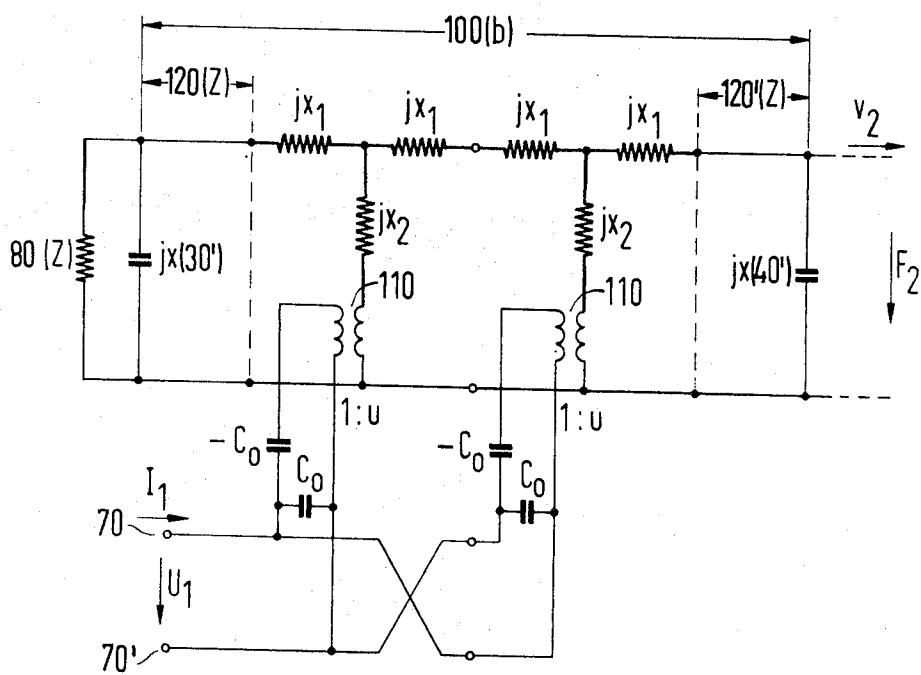 100(b)
120(Z)
120'(Z)
jx₁
jx₁
jx₁
jx₁
v₂
80 (Z)
jx(30')
jx₂
jx₂
jx(40')
F₂
110
110
1:u
1:u
-C₀
C₀
-C₀
C₀
I₁
70
U₁
70'